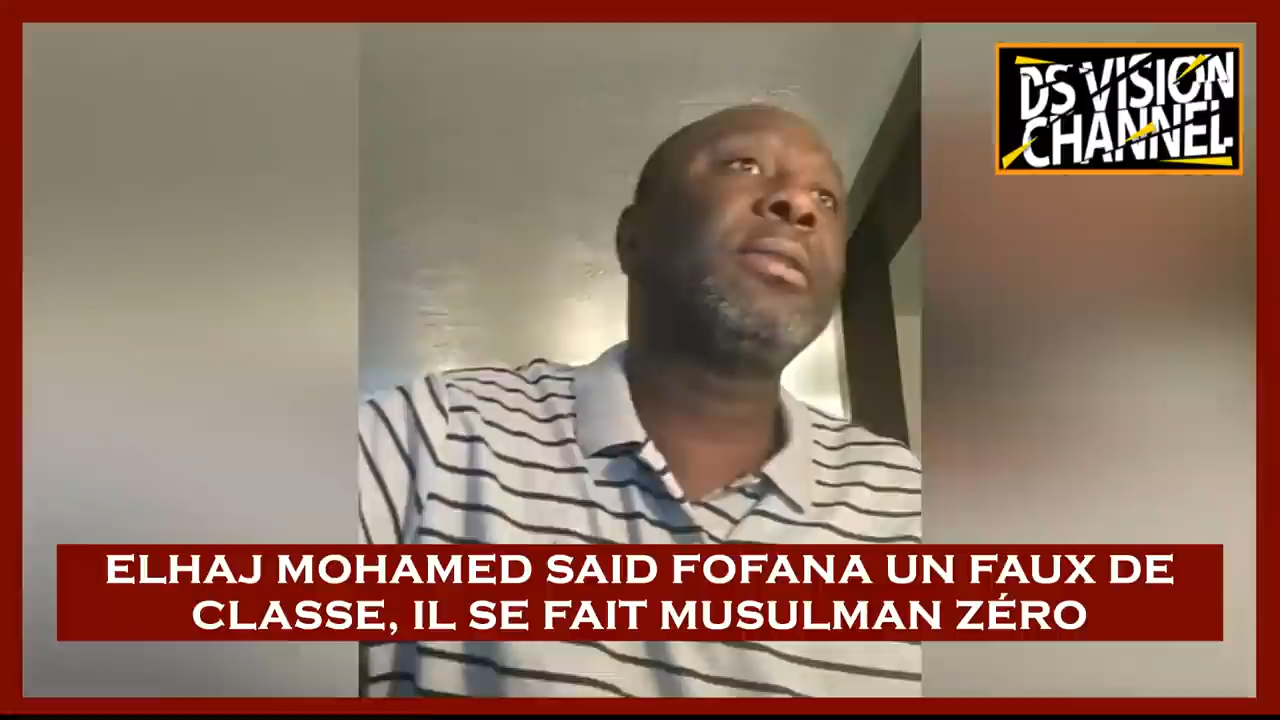 DS VISION
CHANNEL
ELHAJ MOHAMED SAID FOFANA UN FAUX DE
CLASSE, IL SE FAIT MUSULMAN ZÉRO